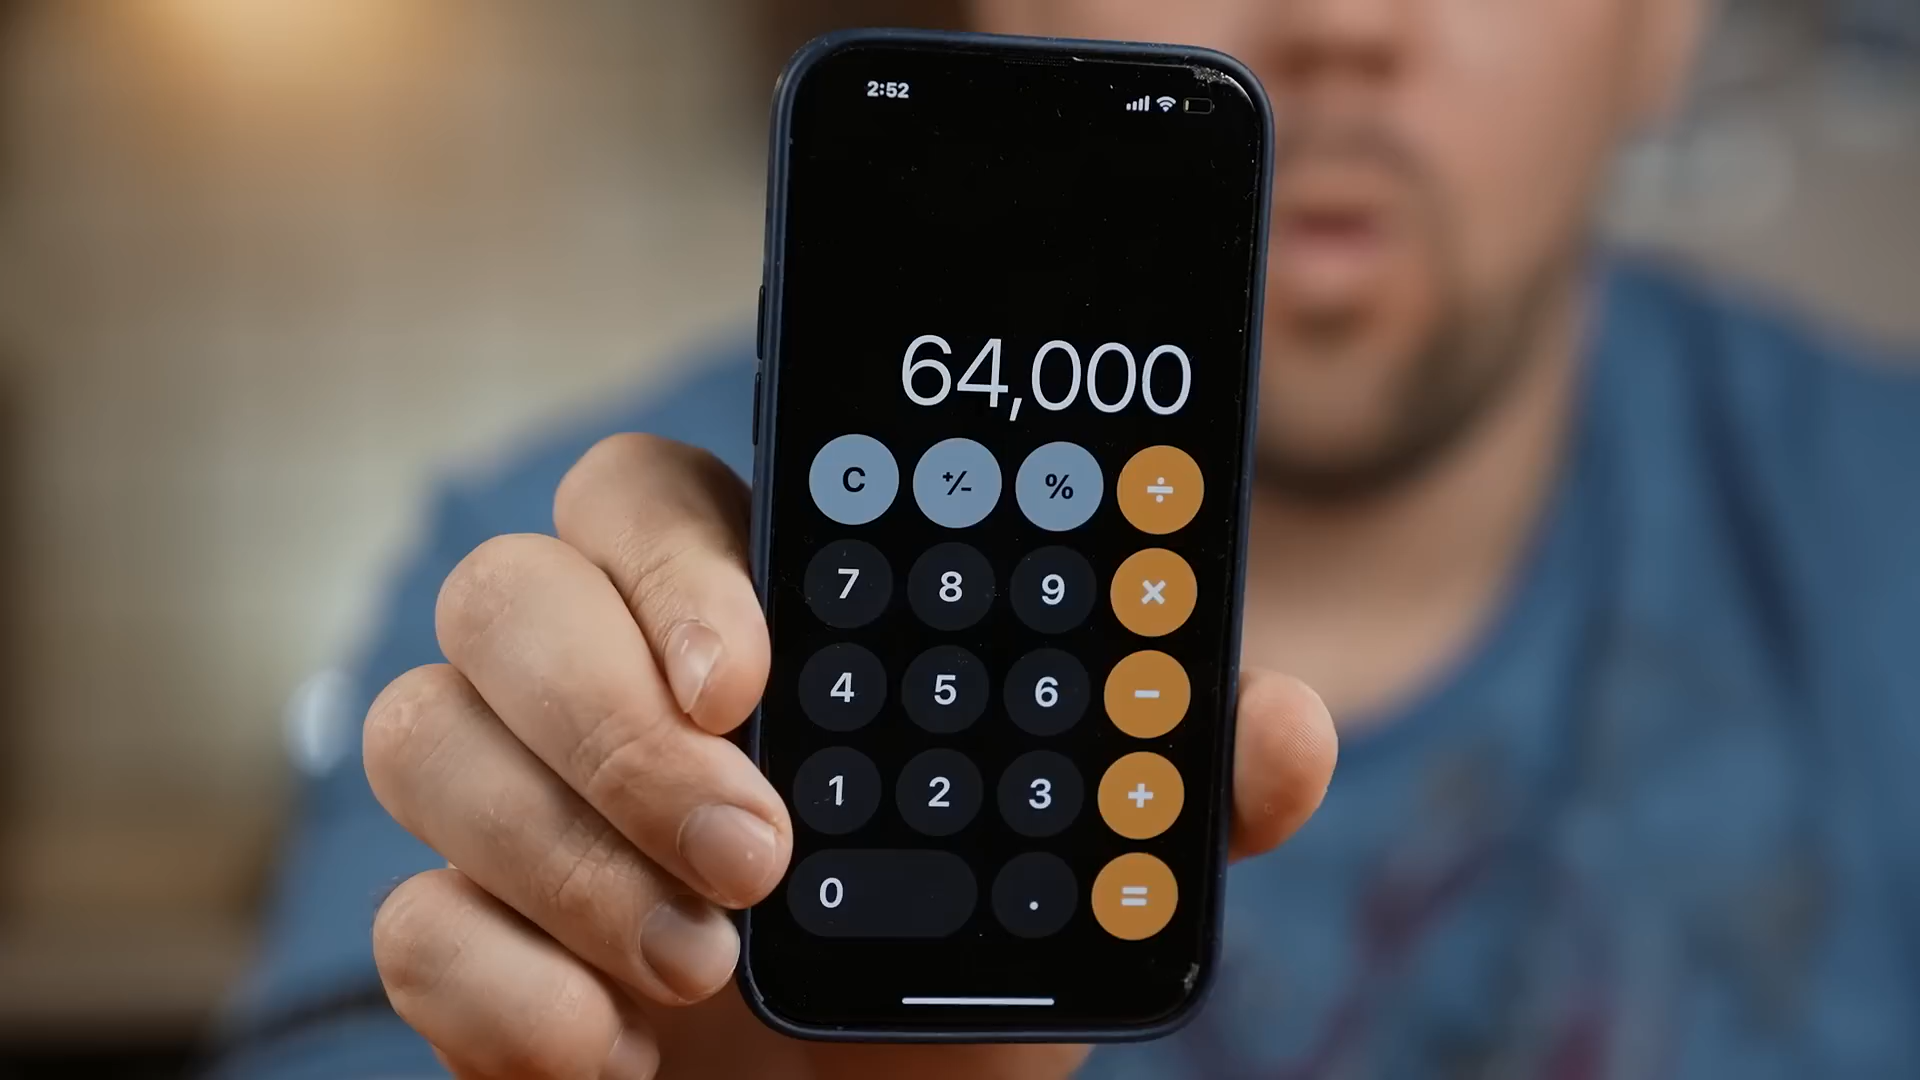 2:52
64,000
C +/- % ÷
7 8 9 ×
4 5 6 −
1 2 3 +
0 . =